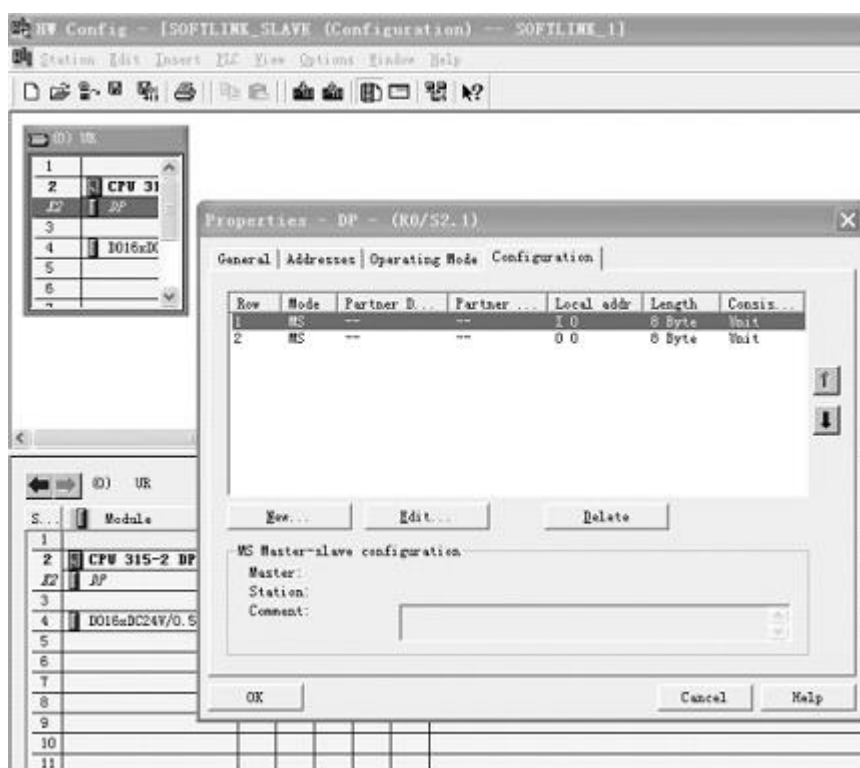 HW Config - [SOFTLINK_SLAVE (Configuration) -- SOFTLINK_1]
Station Edit Insert PLC View Options Window Help
(0) UR
1
2 CPU 31
X2 DP
3
4 DO16xDC
5
6
7
Properties - DP - (R0/S2.1)
General Addresses Operating Mode Configuration
Row Mode Partner D... Partner ... Local addr Length Consis...
1 MS -- -- I 0 8 Byte Unit
2 MS -- -- O 0 8 Byte Unit
New... Edit... Delete
MS Master-slave configuration
Master:
Station:
Comment:
OK Cancel Help
(0) UR
S... Module
1
2 CPU 315-2 DP
X2 DP
3
4 DO16xDC24V/0.5
5
6
7
8
9
10
11